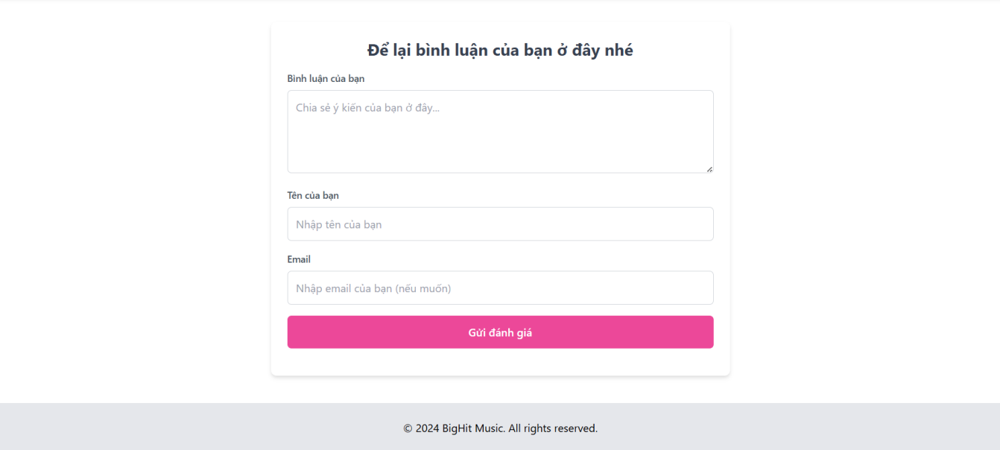 Để lại bình luận của bạn ở đây nhé
Bình luận của bạn
Chia sẻ ý kiến của bạn ở đây...
Tên của bạn
Nhập tên của bạn
Email
Nhập email của bạn (nếu muốn)
Gửi đánh giá
© 2024 BigHit Music. All rights reserved.